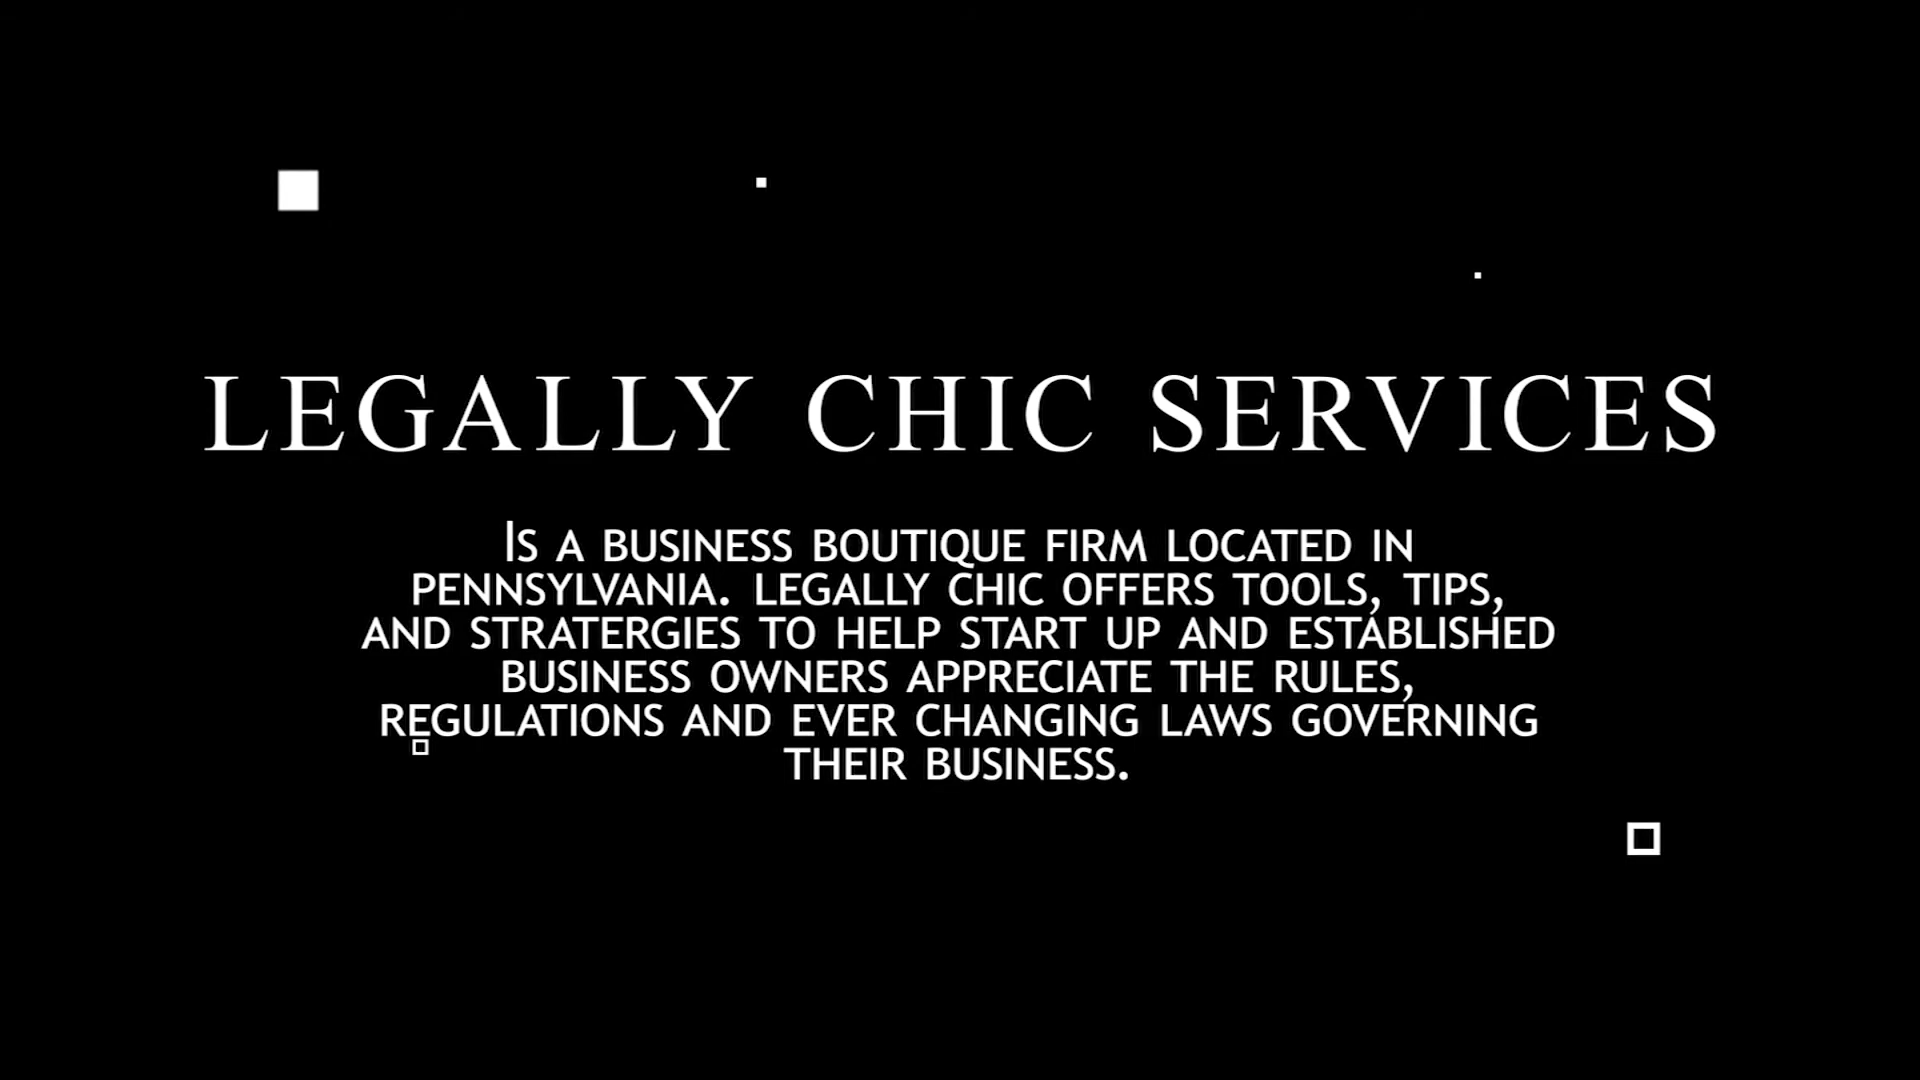 LEGALLY CHIC SERVICES
Is A BUSINESS BOUTIQUE FIRM LOCATED IN
PENNSYLVANIA. LEGALLY CHIC OFFERS TOOLS, TIPS,
AND STRATERGIES TO HELP START UP AND ESTABLISHED
BUSINESS OWNERS APPRECIATE THE RULES,
REGULATIONS AND EVER CHANGING LAWS GOVERNING
THEIR BUSINESS.